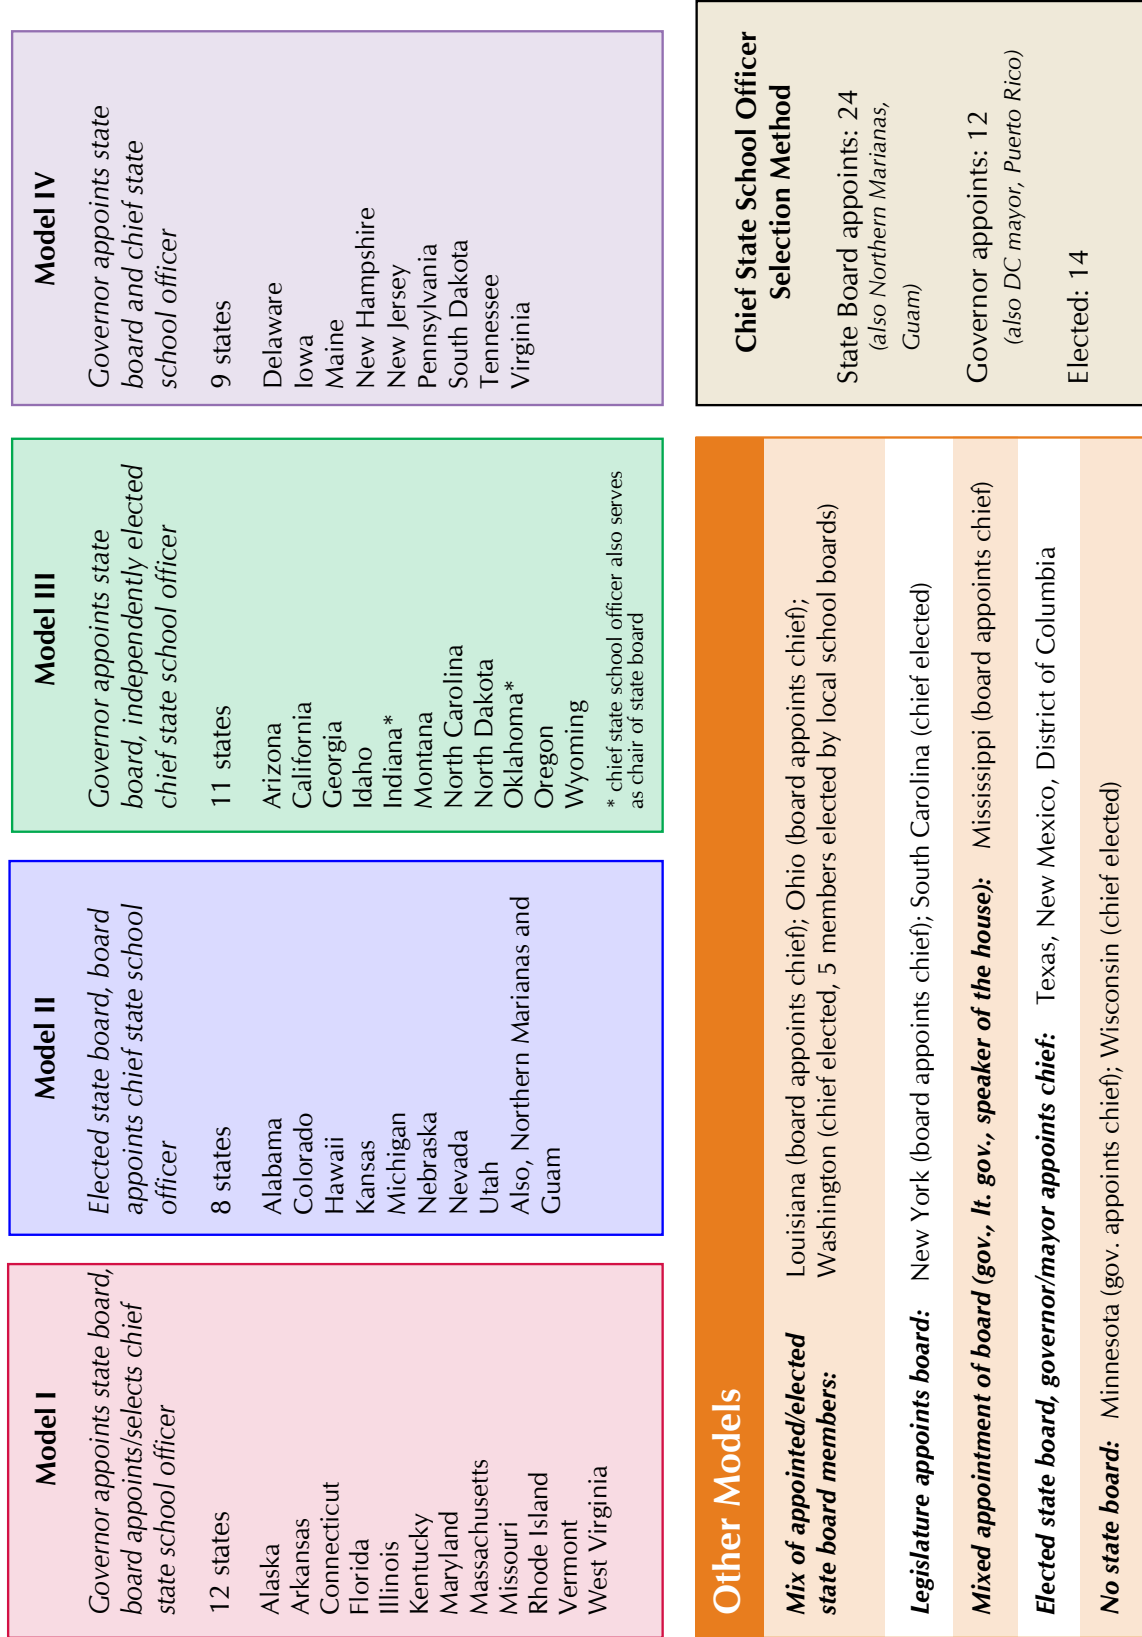 Model I
Governor appoints state board,
board appoints/selects chief
state school officer
12 states
Alaska
Arkansas
Connecticut
Florida
Illinois
Kentucky
Maryland
Massachusetts
Missouri
Rhode Island
Vermont
West Virginia
Model II
Elected state board, board
appoints chief state school
officer
8 states
Alabama
Colorado
Hawaii
Kansas
Michigan
Nebraska
Nevada
Utah
Also, Northern Marianas and
Guam
Model III
Governor appoints state
board, independently elected
chief state school officer
11 states
Arizona
California
Georgia
Idaho
Indiana*
Montana
North Carolina
North Dakota
Oklahoma*
Oregon
Wyoming
* chief state school officer also serves
as chair of state board
Model IV
Governor appoints state
board and chief state
school officer
9 states
Delaware
Iowa
Maine
New Hampshire
New Jersey
Pennsylvania
South Dakota
Tennessee
Virginia
Other Models
Mix of appointed/elected Louisiana (board appoints chief); Ohio (board appoints chief);
state board members: Washington (chief elected, 5 members elected by local school boards)
Legislature appoints board: New York (board appoints chief); South Carolina (chief elected)
Mixed appointment of board (gov., lt. gov., speaker of the house): Mississippi (board appoints chief)
Elected state board, governor/mayor appoints chief: Texas, New Mexico, District of Columbia
No state board: Minnesota (gov. appoints chief); Wisconsin (chief elected)
Chief State School Officer
Selection Method
State Board appoints: 24
(also Northern Marianas,
Guam)
Governor appoints: 12
(also DC mayor, Puerto Rico)
Elected: 14